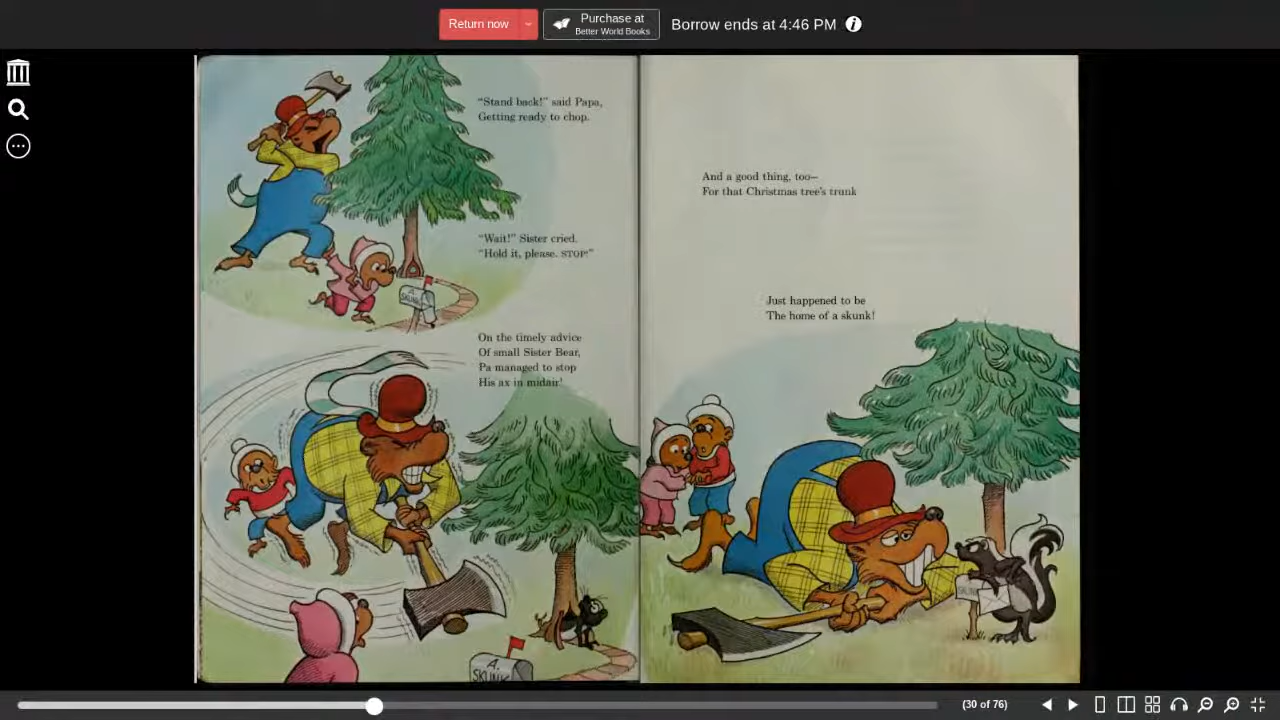 Return now
Purchase at
Better World Books
Borrow ends at 4:46 PM
"Stand back!" said Papa,
Getting ready to chop.
"Wait!" Sister cried.
"Hold it, please. STOP!"
A.
SKUNK
On the timely advice
Of small Sister Bear,
Pa managed to stop
His ax in midair!
A.
SKUNK
And a good thing, too—
For that Christmas tree's trunk
Just happened to be
The home of a skunk!
(30 of 76)